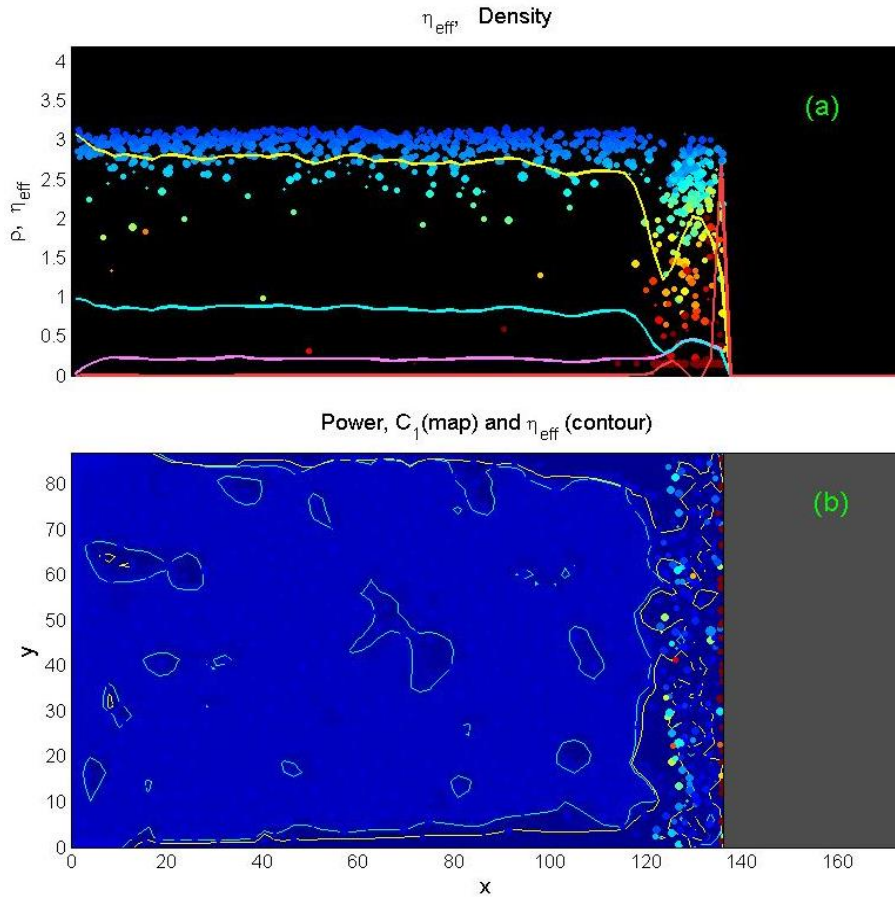 η_eff, Density
(a)
4
3.5
3
2.5
2
1.5
1
0.5
0
ρ, η_eff
Power, C_1(map) and η_eff (contour)
(b)
80
70
60
50
40
30
20
10
0
y
0 20 40 60 80 100 120 140 160
x